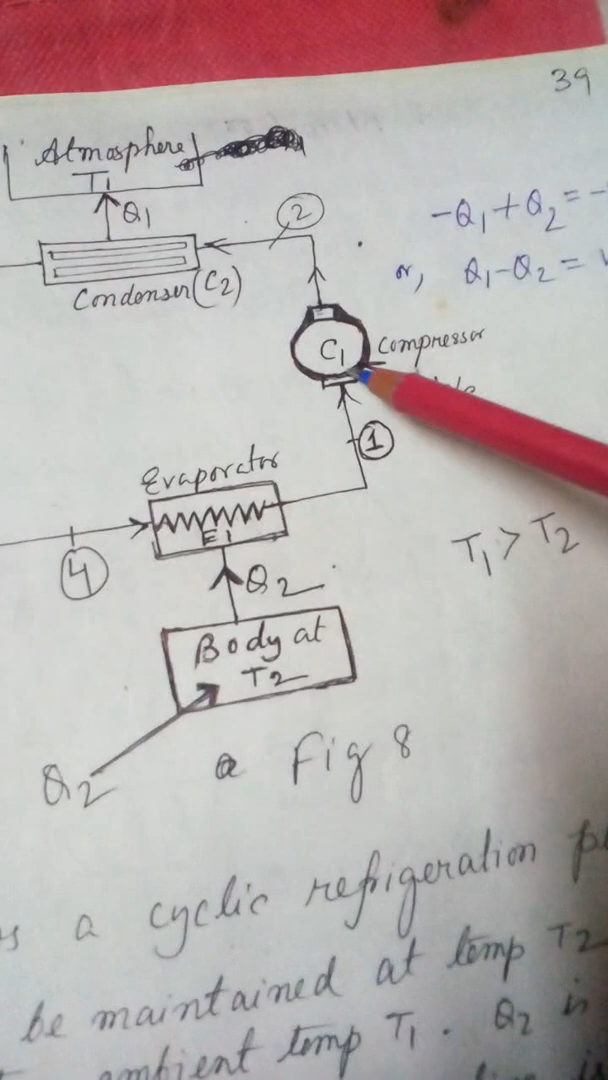 39
Atmosphere
T1
Q1
2
-Q1+Q2=-
Condenser(C2)
or, Q1-Q2=
C1
Compressor
1
Evaporator
E1
4
Q2
T1>T2
Body at
T2
Q2
Fig 8
a cyclic refrigeration
be maintained at temp T2
ambient temp T1. Q2 is